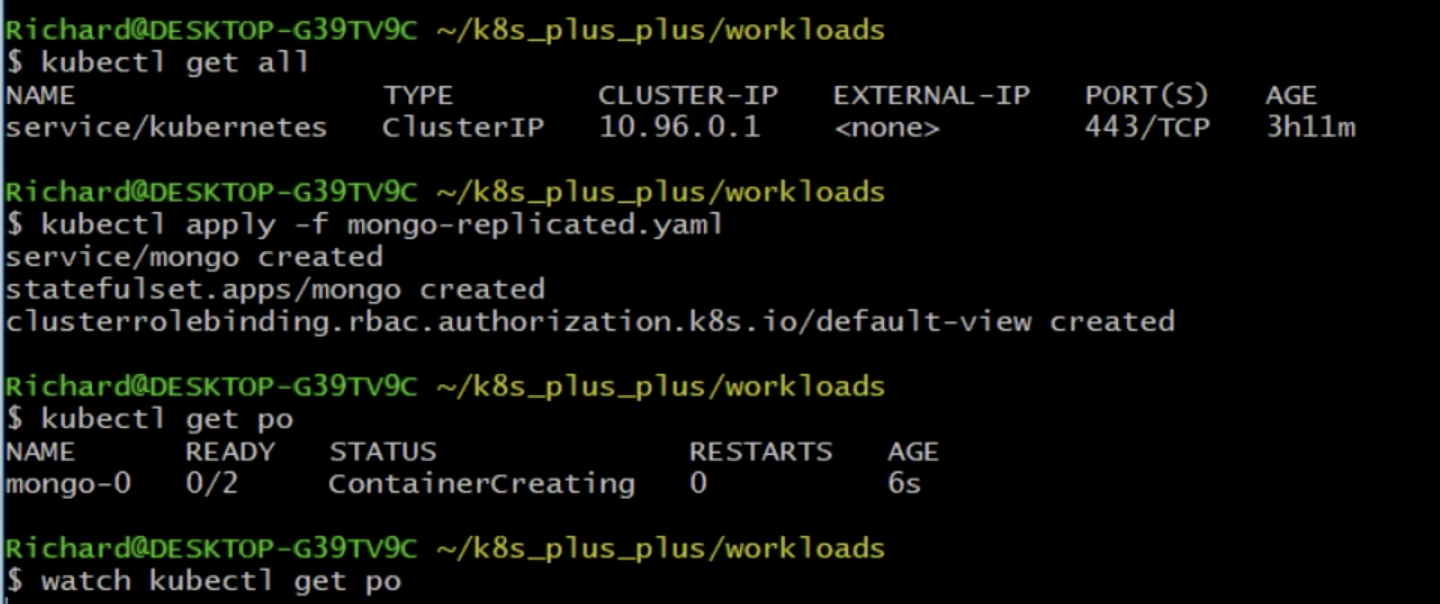 Richard@DESKTOP-G39TV9C ~/k8s_plus_plus/workloads
$ kubectl get all
NAME TYPE CLUSTER-IP EXTERNAL-IP PORT(S) AGE
service/kubernetes ClusterIP 10.96.0.1 <none> 443/TCP 3h11m
Richard@DESKTOP-G39TV9C ~/k8s_plus_plus/workloads
$ kubectl apply -f mongo-replicated.yaml
service/mongo created
statefulset.apps/mongo created
clusterrolebinding.rbac.authorization.k8s.io/default-view created
Richard@DESKTOP-G39TV9C ~/k8s_plus_plus/workloads
$ kubectl get po
NAME READY STATUS RESTARTS AGE
mongo-0 0/2 ContainerCreating 0 6s
Richard@DESKTOP-G39TV9C ~/k8s_plus_plus/workloads
$ watch kubectl get po